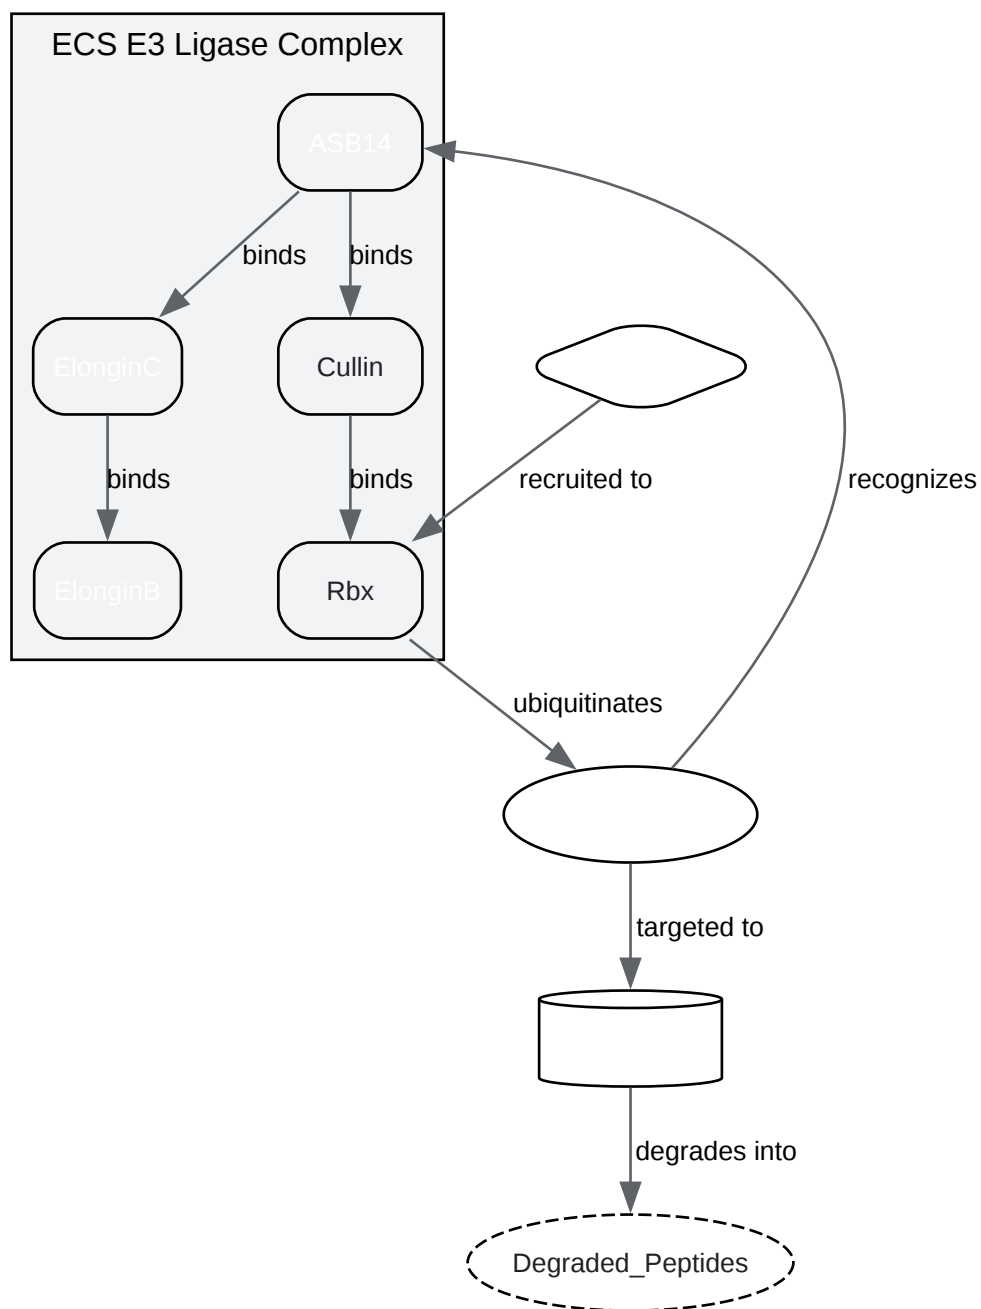 ECS E3 Ligase Complex
ASB14
binds
binds
ElonginC
Cullin
binds
binds
recruited to
recognizes
ElonginB
Rbx
ubiquitinates
targeted to
degrades into
Degraded_Peptides